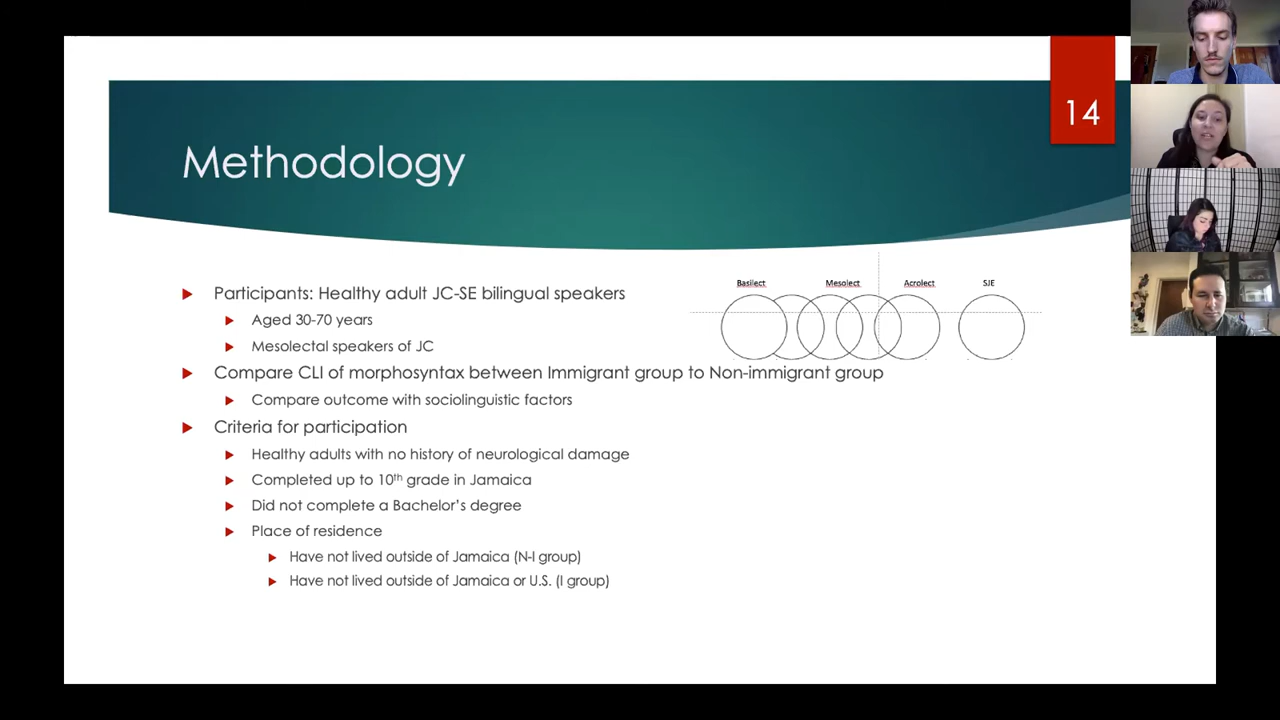 14
Methodology
Basilect Mesolect Acrolect SJE
Participants: Healthy adult JC-SE bilingual speakers
Aged 30-70 years
Mesolectal speakers of JC
Compare CLI of morphosyntax between Immigrant group to Non-immigrant group
Compare outcome with sociolinguistic factors
Criteria for participation
Healthy adults with no history of neurological damage
Completed up to 10th grade in Jamaica
Did not complete a Bachelor’s degree
Place of residence
Have not lived outside of Jamaica (N-I group)
Have not lived outside of Jamaica or U.S. (I group)